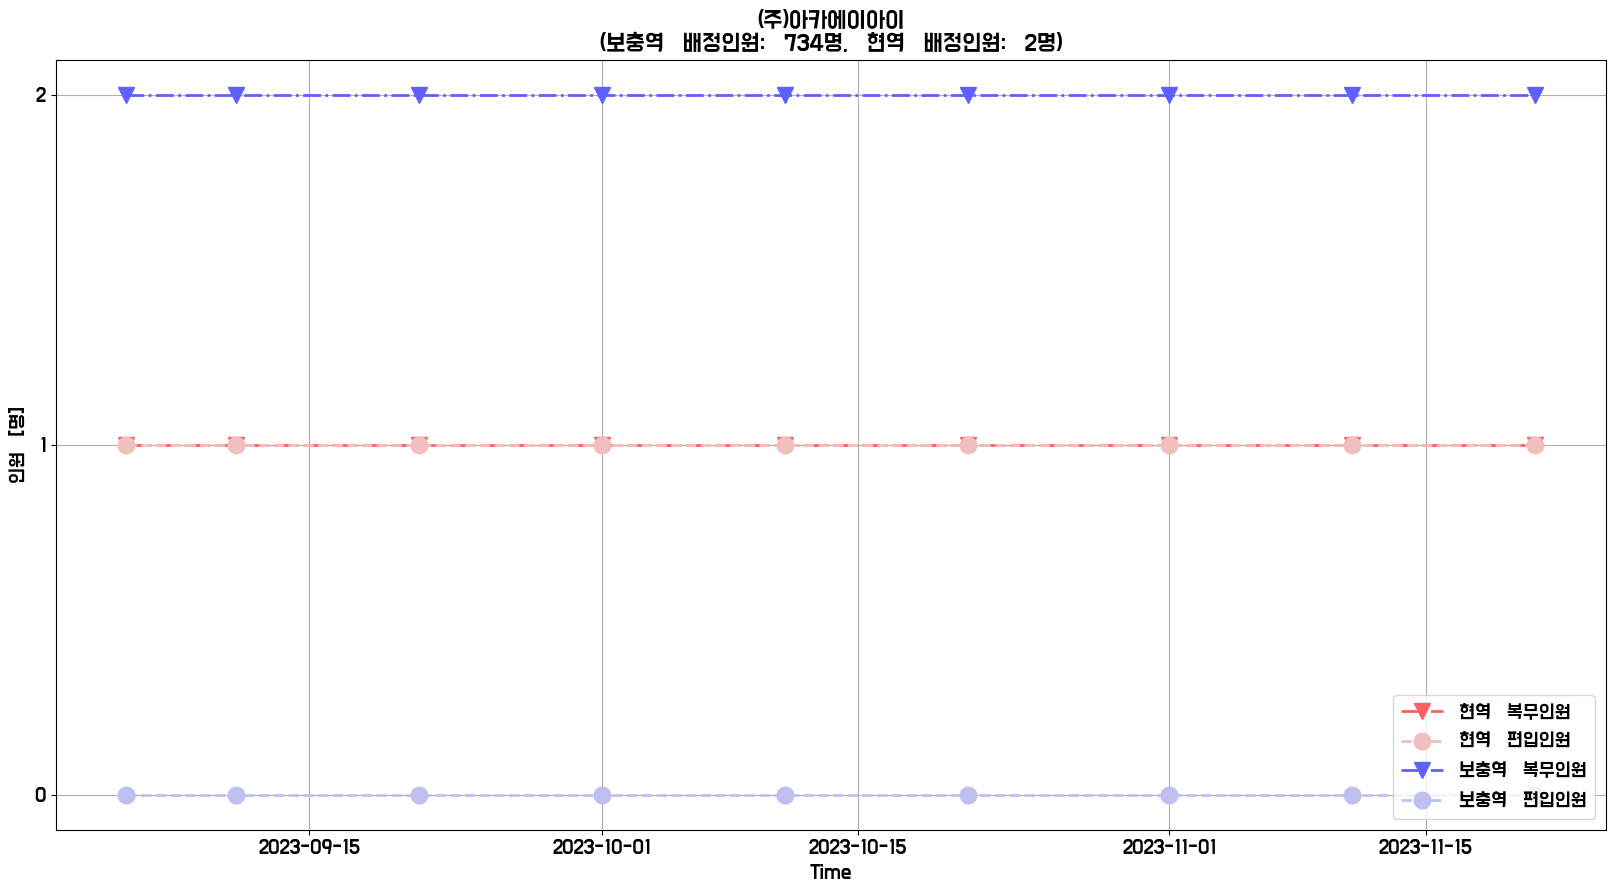 (주)아카에이아이
(보충역 배정인원: 734명, 현역 배정인원: 2명)
인원 [명]
2
1
0
2023-09-15
2023-10-01
2023-10-15
2023-11-01
2023-11-15
Time
현역 복무인원
현역 편입인원
보충역 복무인원
보충역 편입인원